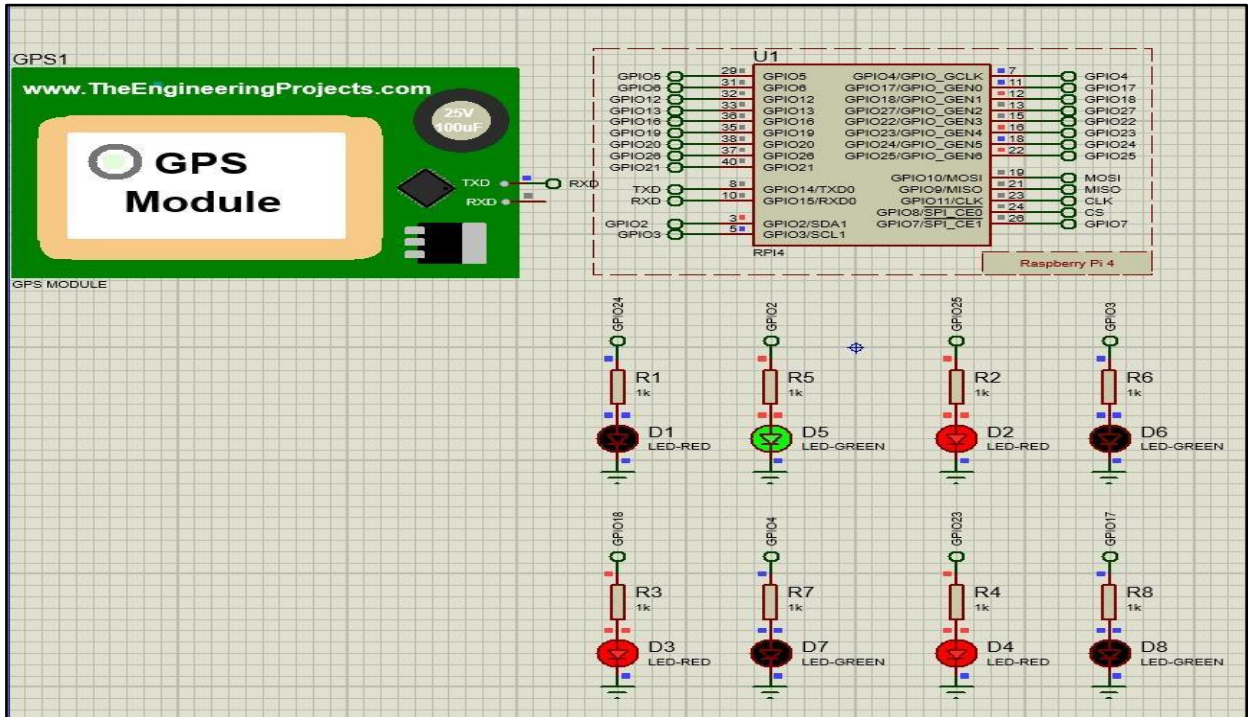 GPS1
www.TheEngineeringProjects.com
25V
100uF
GPS
Module
TXD
RXD
RXD
GPS MODULE
U1
GPIO5 29 GPIO5 GPIO4/GPIO_GCLK 7 GPIO4
GPIO6 31 GPIO6 GPIO17/GPIO_GEN0 11 GPIO17
GPIO12 32 GPIO12 GPIO18/GPIO_GEN1 12 GPIO18
GPIO13 33 GPIO13 GPIO27/GPIO_GEN2 13 GPIO27
GPIO16 36 GPIO16 GPIO22/GPIO_GEN3 15 GPIO22
GPIO19 35 GPIO19 GPIO23/GPIO_GEN4 16 GPIO23
GPIO20 38 GPIO20 GPIO24/GPIO_GEN5 18 GPIO24
GPIO26 37 GPIO26 GPIO25/GPIO_GEN6 22 GPIO25
GPIO21 40 GPIO21
GPIO10/MOSI 19 MOSI
TXD 8 GPIO14/TXD0 GPIO9/MISO 21 MISO
RXD 10 GPIO15/RXD0 GPIO11/CLK 23 CLK
GPIO8/SPI_CE0 24 CS
GPIO2 3 GPIO2/SDA1 GPIO7/SPI_CE1 26 GPIO7
GPIO3 5 GPIO3/SCL1
RPI4
Raspberry Pi 4
GPIO24 GPIO2 GPIO25 GPIO3
R1 R5 R2 R6
1k 1k 1k 1k
D1 D5 D2 D6
LED-RED LED-GREEN LED-RED LED-GREEN
GPIO18 GPIO4 GPIO23 GPIO17
R3 R7 R4 R8
1k 1k 1k 1k
D3 D7 D4 D8
LED-RED LED-GREEN LED-RED LED-GREEN